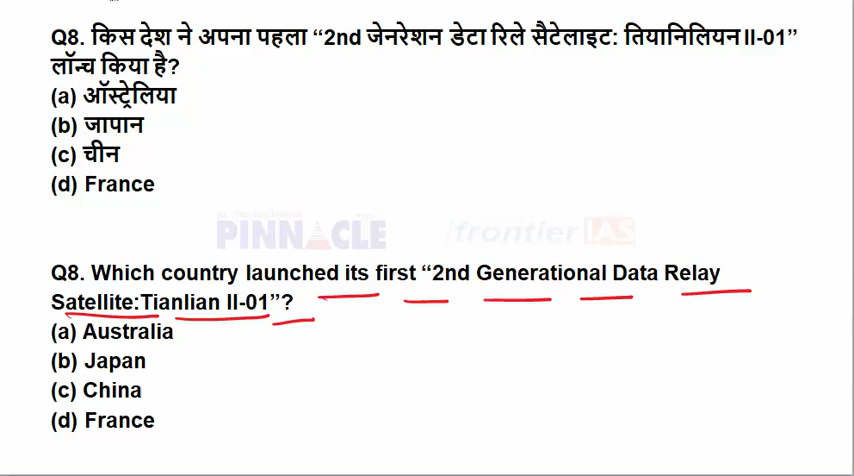 Q8. किस देश ने अपना पहला “2nd जेनरेशन डेटा रिले सैटेलाइट: तियानिलियन II-01”
लॉन्च किया है?
(a) ऑस्ट्रेलिया
(b) जापान
(c) चीन
(d) France
PINNACLE frontier IAS
Q8. Which country launched its first “2nd Generational Data Relay
Satellite:Tianlian II-01”?
(a) Australia
(b) Japan
(c) China
(d) France